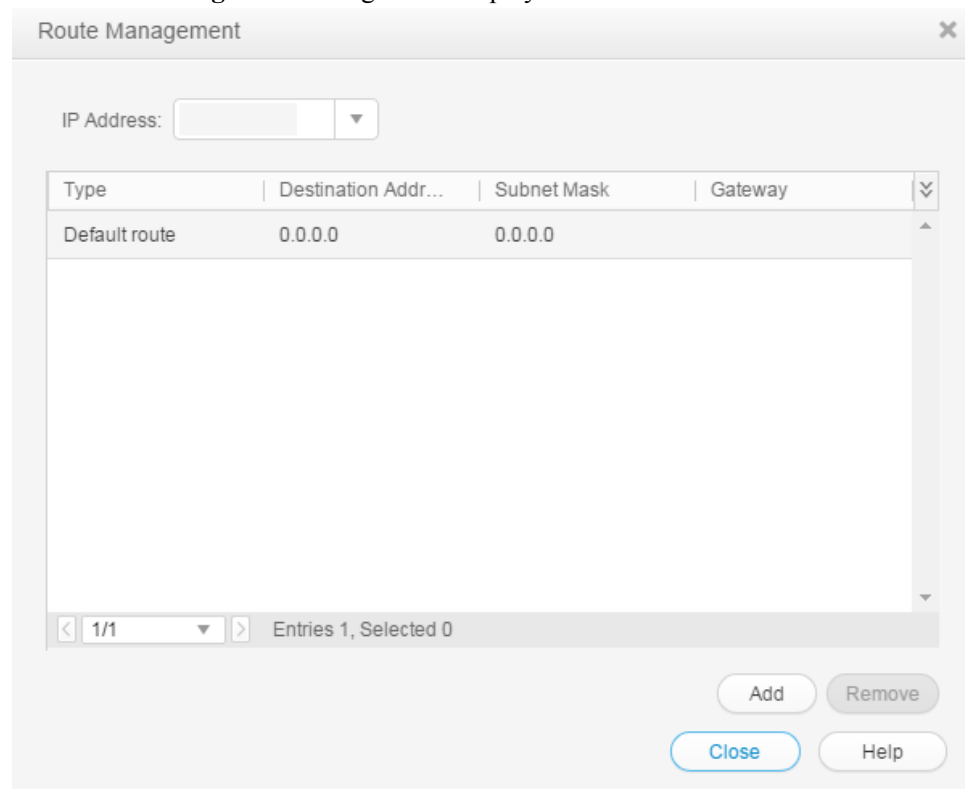 Route Management
IP Address:
Type Destination Addr... Subnet Mask Gateway
Default route 0.0.0.0 0.0.0.0
1/1 Entries 1, Selected 0
Add Remove
Close Help